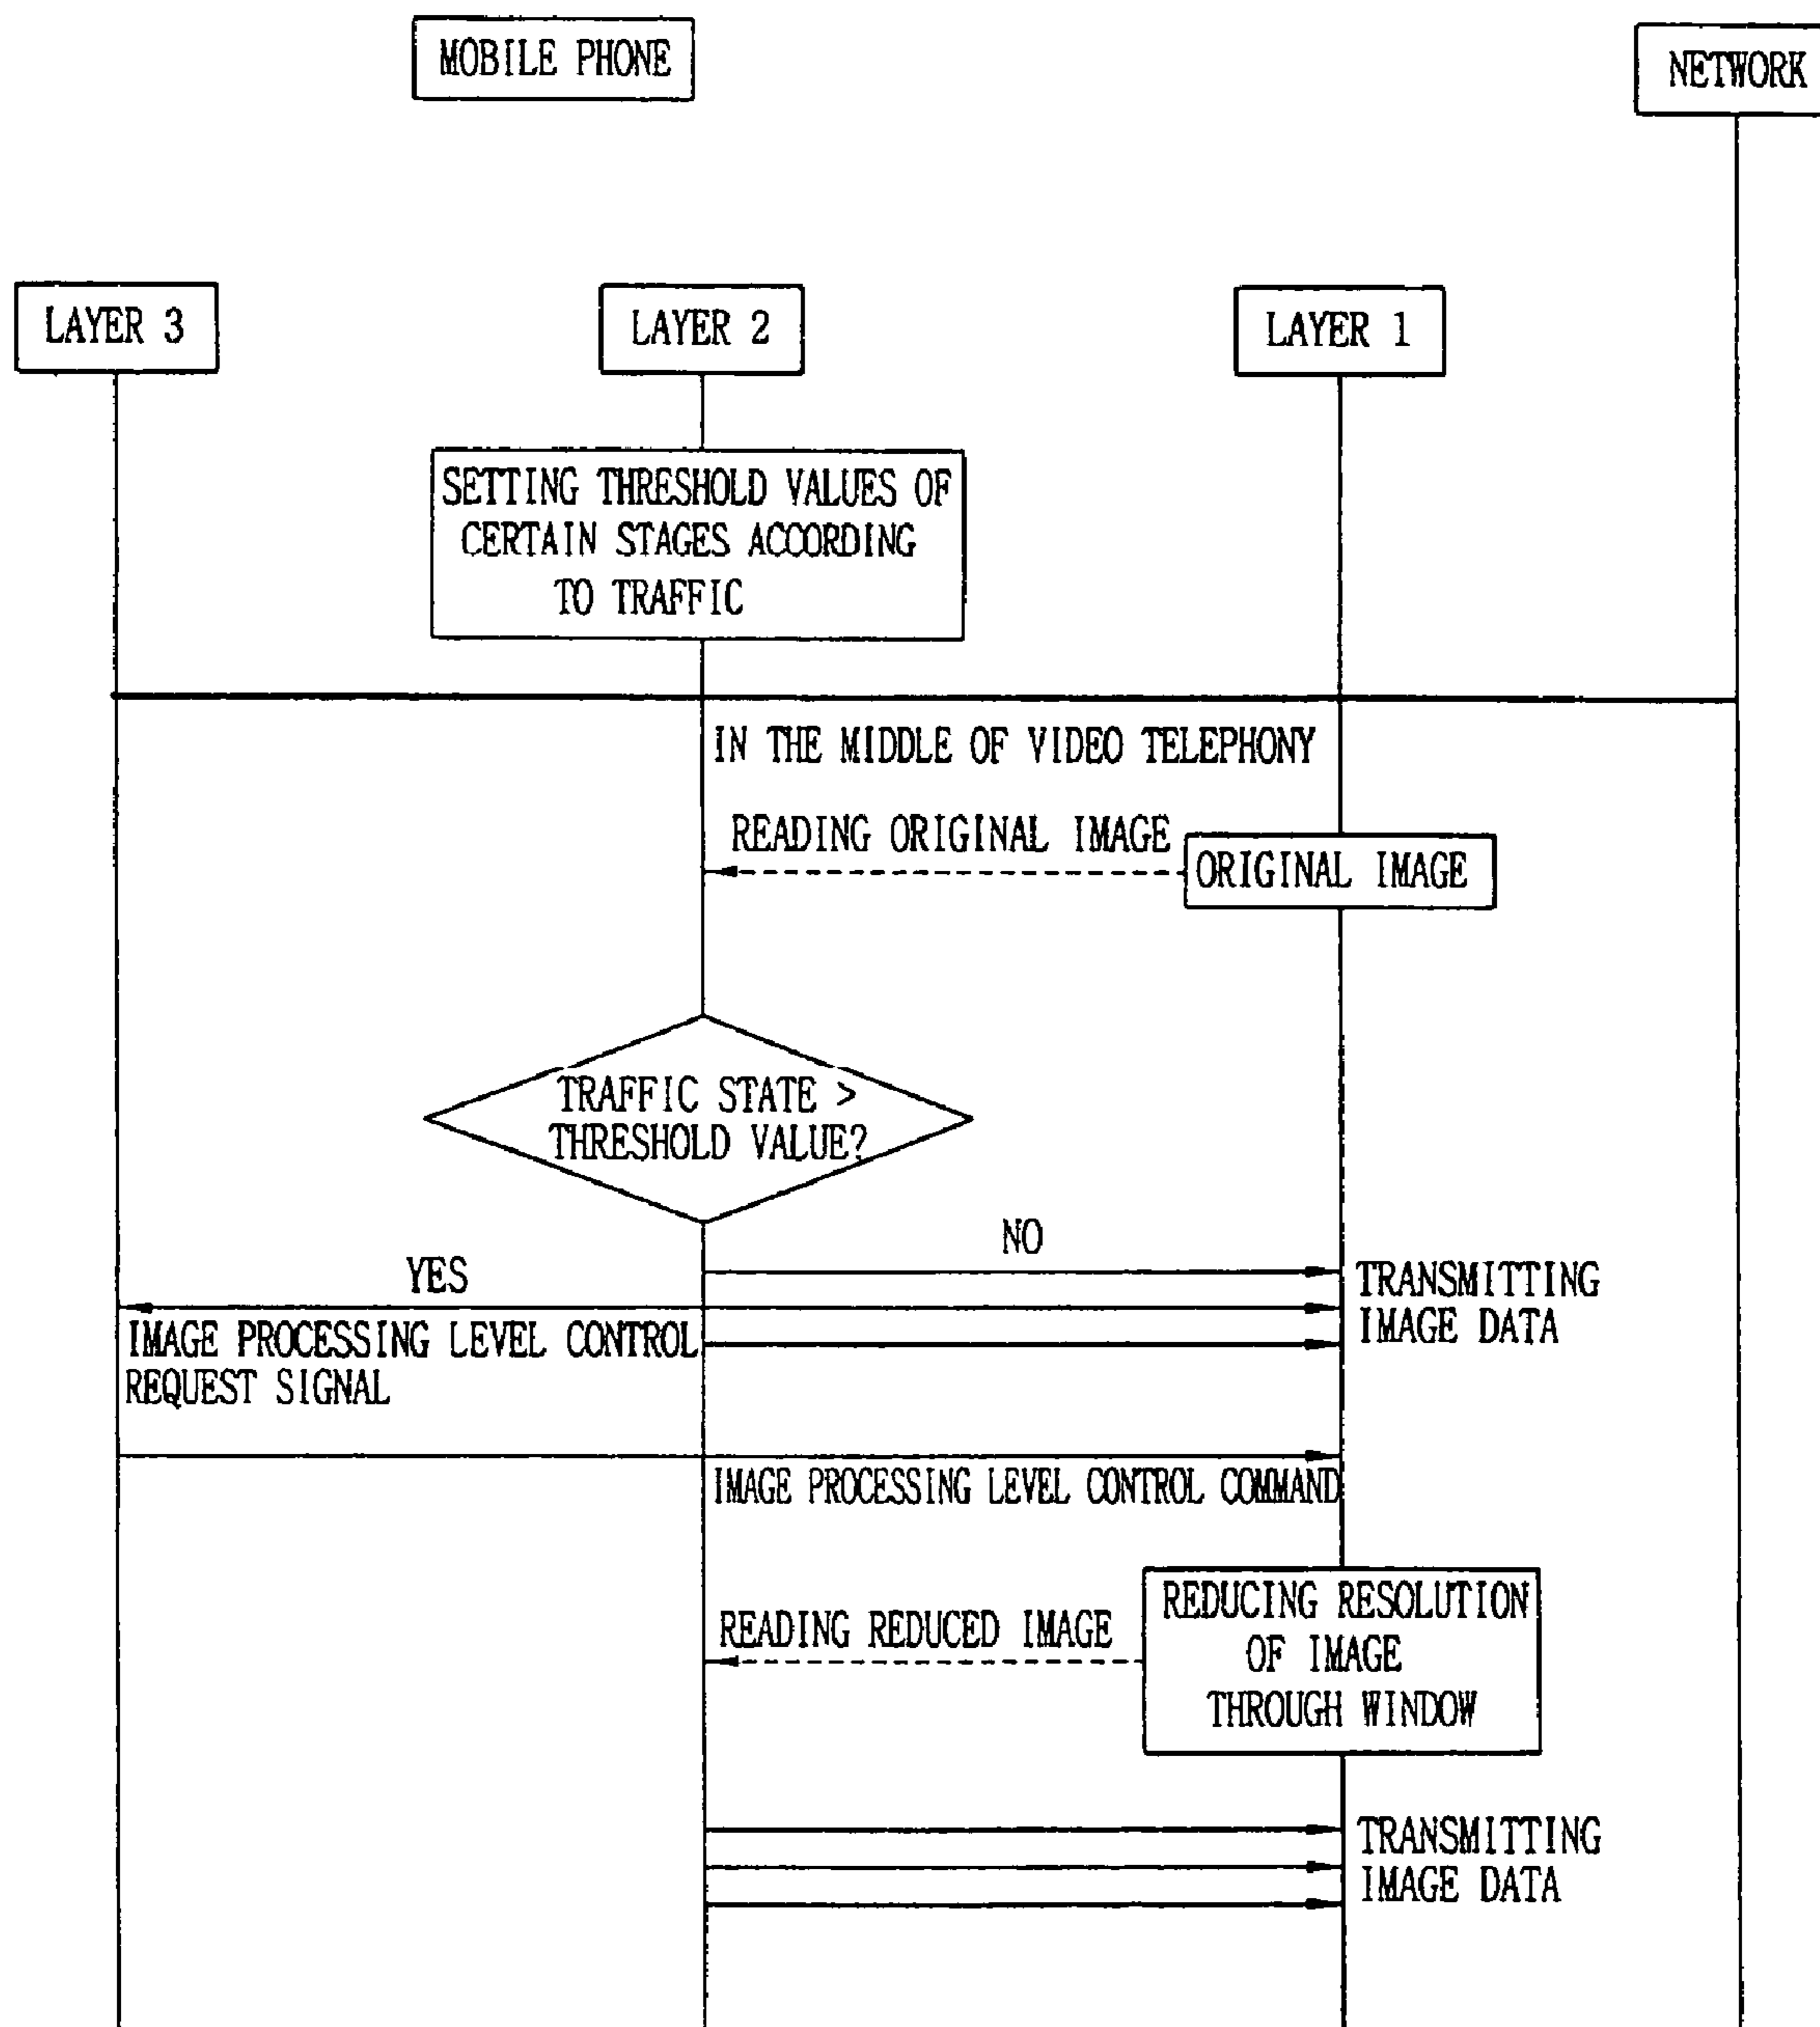 MOBILE PHONE
NETWORK
LAYER 3
LAYER 2
LAYER 1
SETTING THRESHOLD VALUES OF
CERTAIN STAGES ACCORDING
TO TRAFFIC
IN THE MIDDLE OF VIDEO TELEPHONY
READING ORIGINAL IMAGE
ORIGINAL IMAGE
TRAFFIC STATE >
THRESHOLD VALUE?
NO
YES
TRANSMITTING
IMAGE DATA
IMAGE PROCESSING LEVEL CONTROL
REQUEST SIGNAL
IMAGE PROCESSING LEVEL CONTROL COMMAND
REDUCING RESOLUTION
OF IMAGE
THROUGH WINDOW
READING REDUCED IMAGE
TRANSMITTING
IMAGE DATA